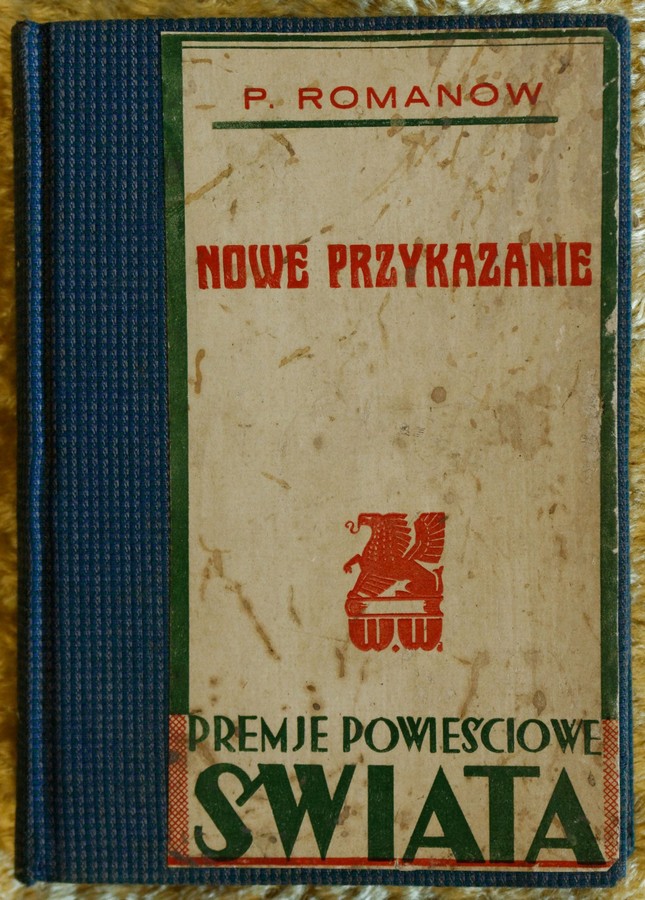 P. ROMANOW
NOWE PRZYKAZANIE
W.W.
PREMJE POWIEŚCIOWE
ŚWIATA